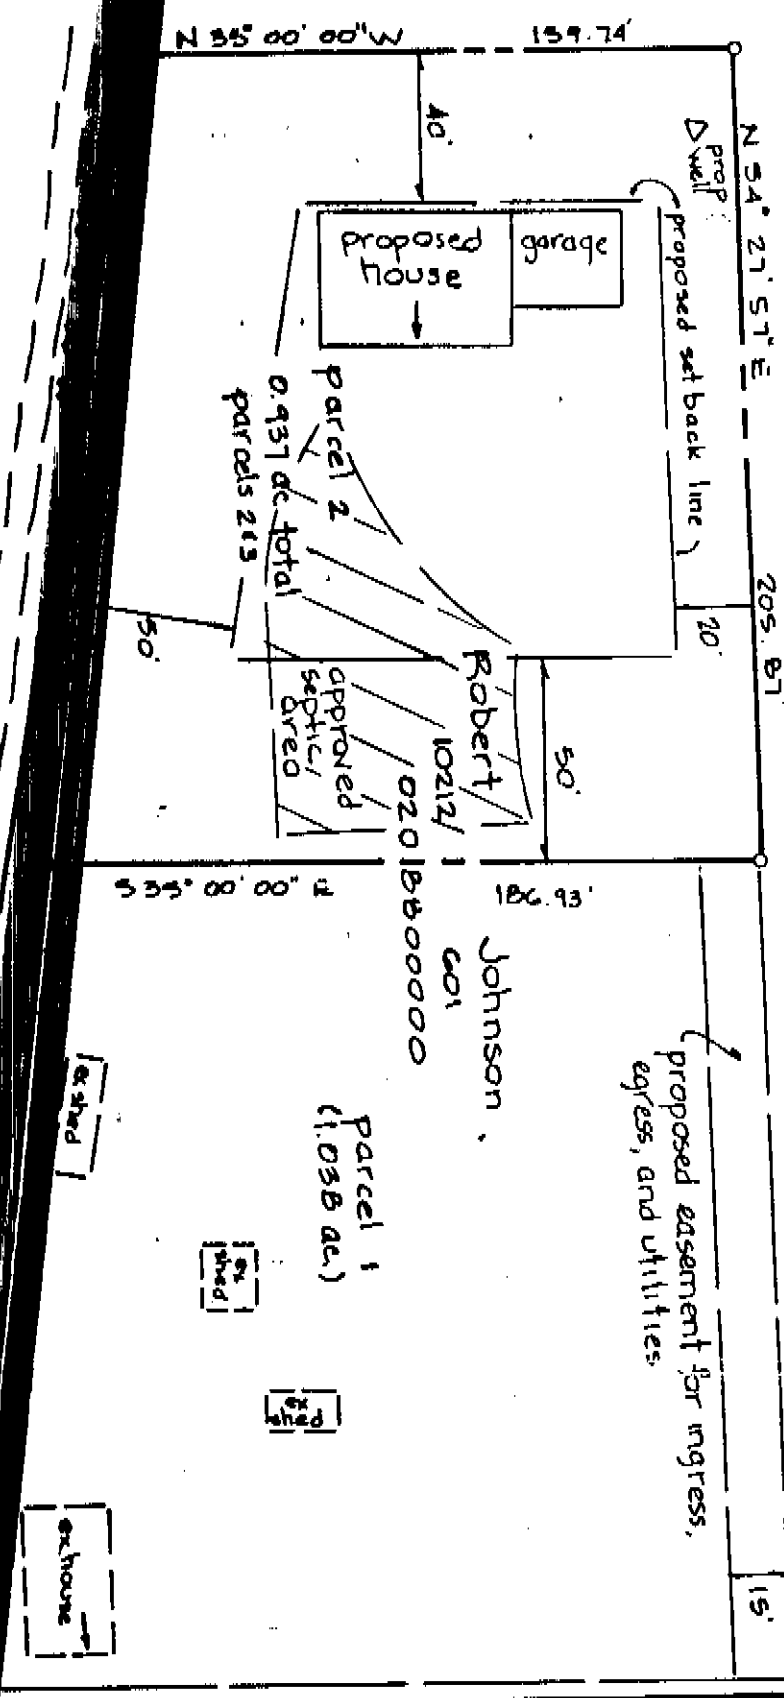 N 35° 00' 00" W
159.74'
40'
N 54° 27' 57" E
205.87
prop.
well
proposed setback line
proposed
house
garage
20'
parcel 2
0.937 ac total
parcels 2&3
50'
50'
approved
septic
area
Robert
10212/
0201880000
Johnson
601
S 35° 00' 00" E
186.93'
proposed easement for ingress,
egress, and utilities
parcel 1
(1.038 ac.)
ex shed
ex
shed
ex
shed
ex house
15'